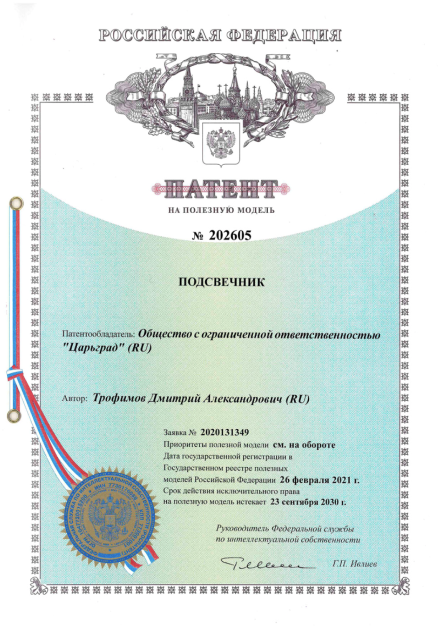 РОССИЙСКАЯ ФЕДЕРАЦИЯ
ПАТЕНТ
НА ПОЛЕЗНУЮ МОДЕЛЬ
№ 202605
ПОДСВЕЧНИК
Патентообладатель: Общество с ограниченной ответственностью
"Царьград" (RU)
Автор: Трофимов Дмитрий Александрович (RU)
Заявка № 2020131349
Приоритеты полезной модели см. на обороте
Дата государственной регистрации в
Государственном реестре полезных
моделей Российской Федерации 26 февраля 2021 г.
Срок действия исключительного права
на полезную модель истекает 23 сентября 2030 г.
Руководитель Федеральной службы
по интеллектуальной собственности
Г.П. Ивлиев